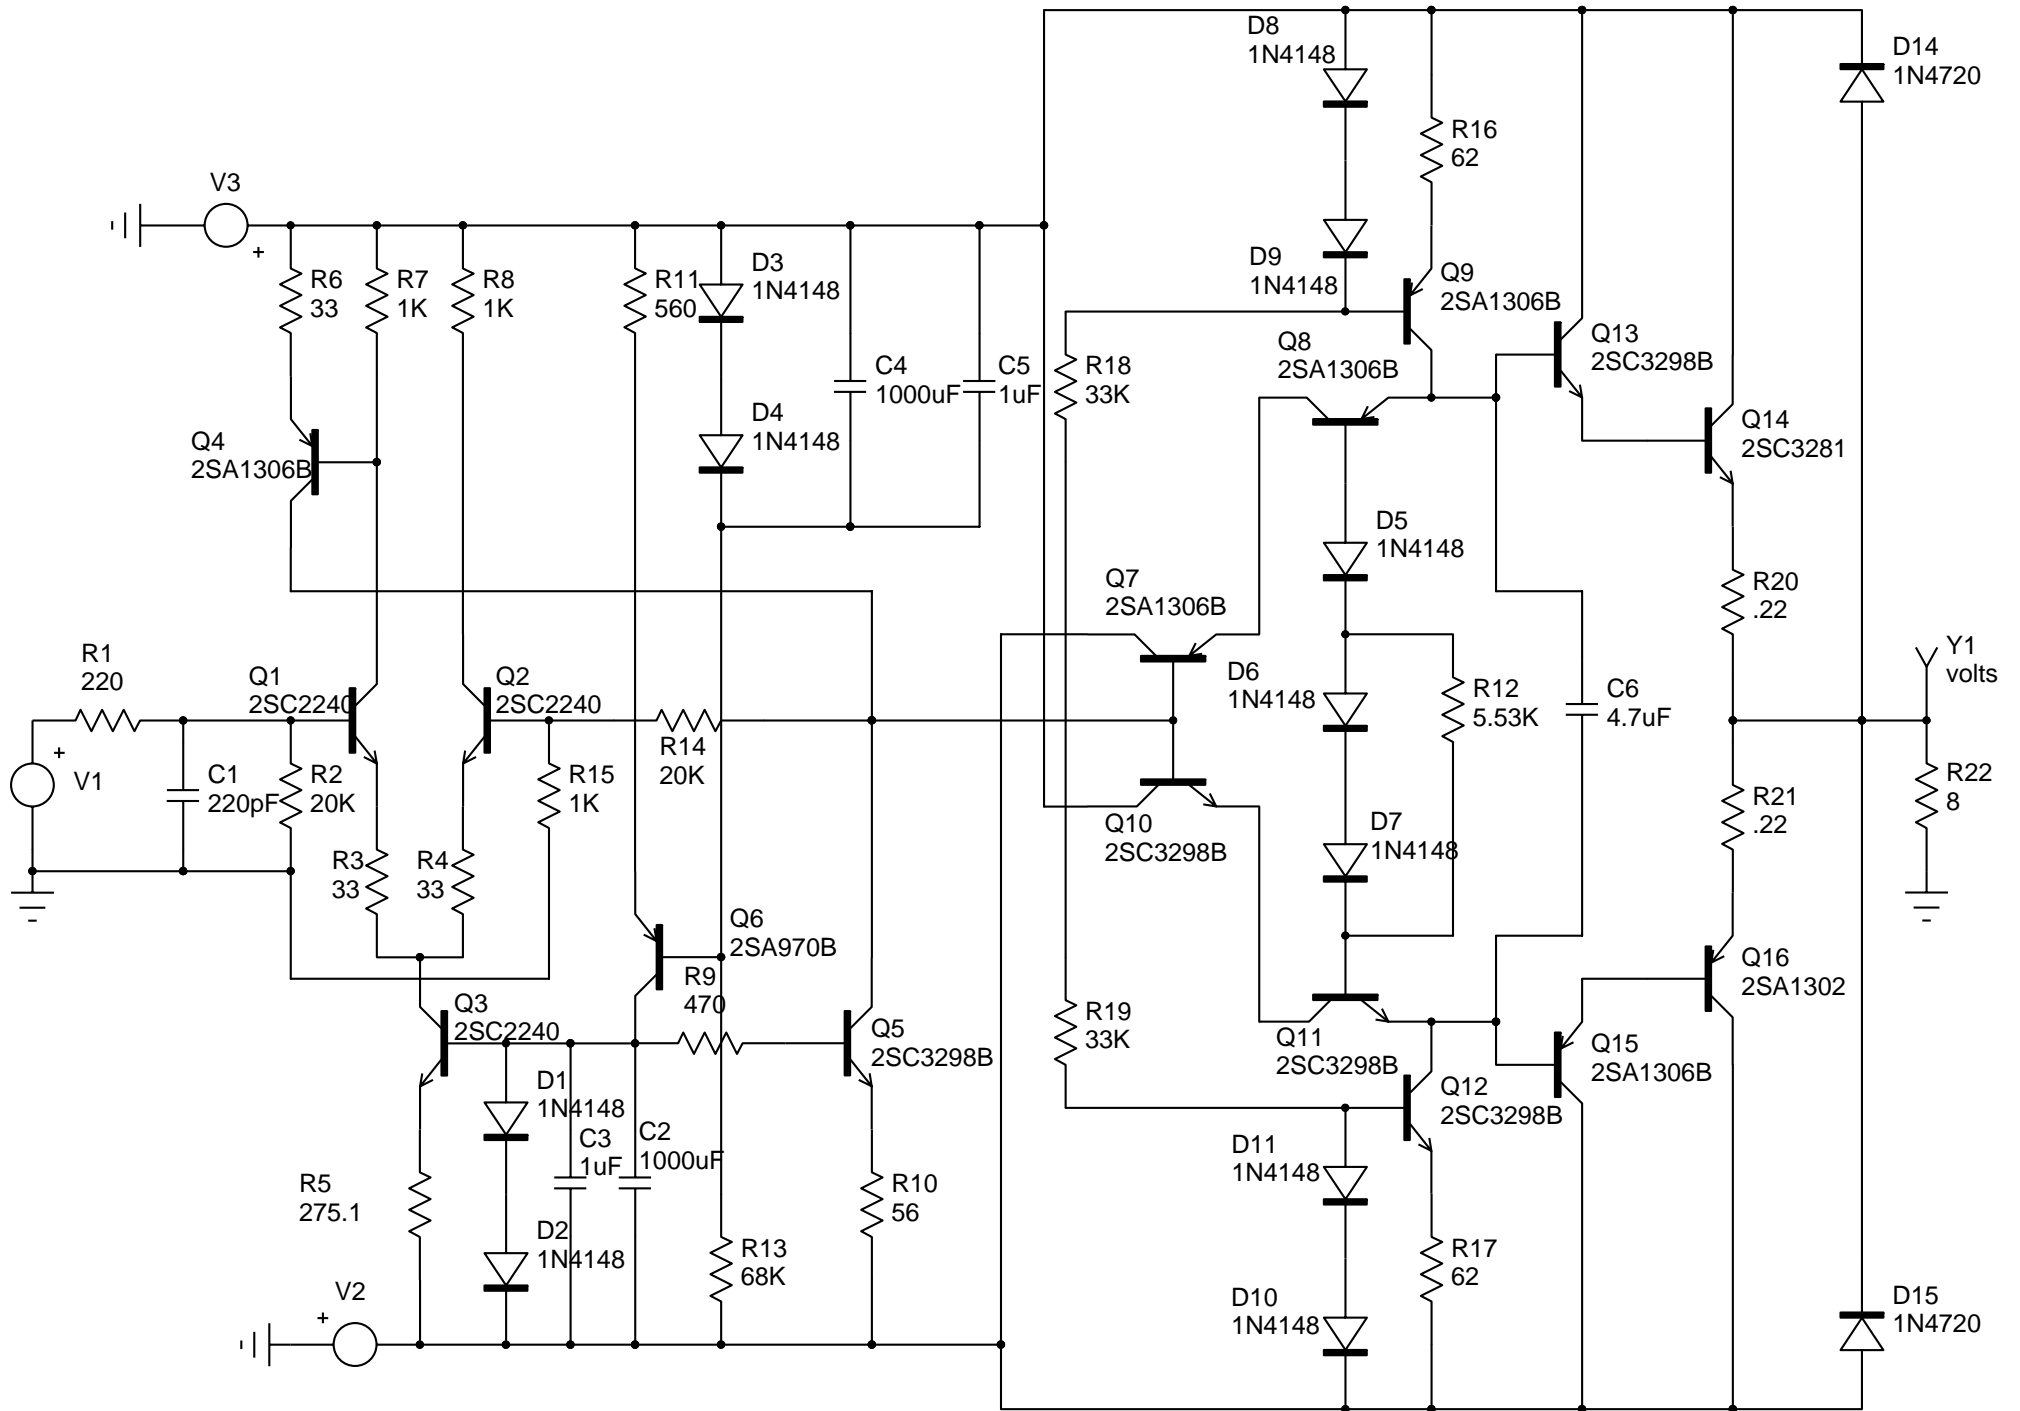 D8
1N4148
D14
1N4720
R16
62
V3
+
D9
1N4148
Q9
2SA1306B
R6
33
R7
1K
R8
1K
R11
560
D3
1N4148
Q8
2SA1306B
Q13
2SC3298B
C4
1000uF
C5
1uF
R18
33K
D4
1N4148
Q4
2SA1306B
Q14
2SC3281
D5
1N4148
Q7
2SA1306B
R20
.22
R1
220
Q1
2SC2240
Q2
2SC2240
D6
1N4148
R12
5.53K
C6
4.7uF
Y1
volts
+
V1
C1
220pF
R2
20K
R14
20K
R15
1K
Q10
2SC3298B
D7
1N4148
R21
.22
R22
8
R3
33
R4
33
Q6
2SA970B
R9
470
Q16
2SA1302
Q3
2SC2240
Q5
2SC3298B
R19
33K
Q11
2SC3298B
Q15
2SA1306B
D1
1N4148
Q12
2SC3298B
C3
1uF
C2
1000uF
D11
1N4148
R5
275.1
R10
56
D2
1N4148
R13
68K
R17
62
V2
+
D10
1N4148
D15
1N4720